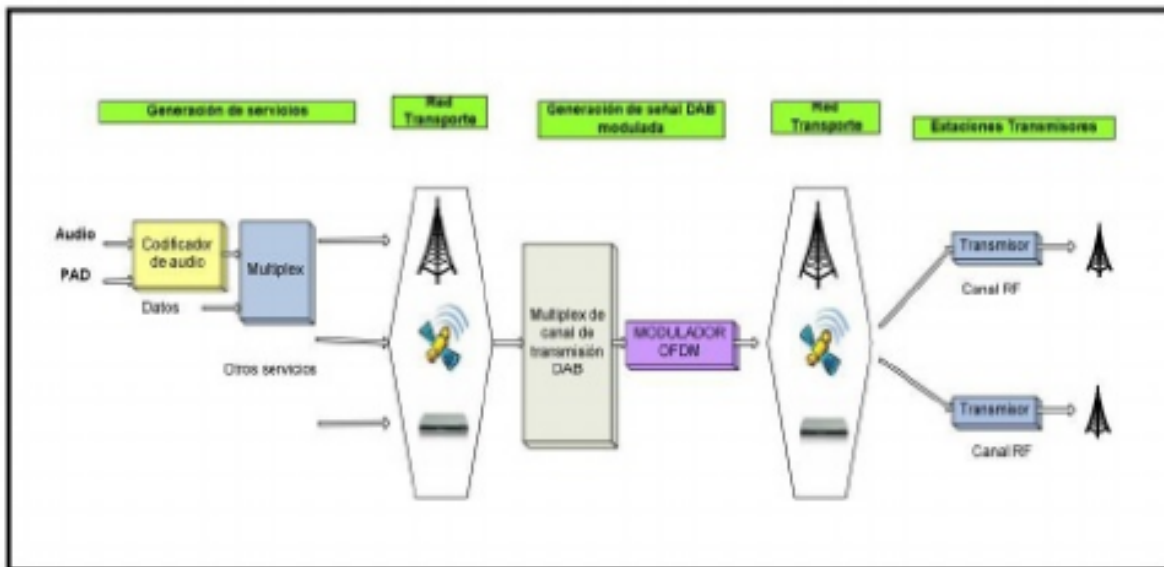 Generación de servicios
Red
Transporte
Generación de señal DAB
modulada
Red
Transporte
Estaciones Transmisores
Audio
PAD
Codificador
de audio
Datos
Multiplex
Otros servicios
Multiplex de
canal de
transmisión
DAB
MODULADOR
OFDM
Transmisor
Canal RF
Transmisor
Canal RF